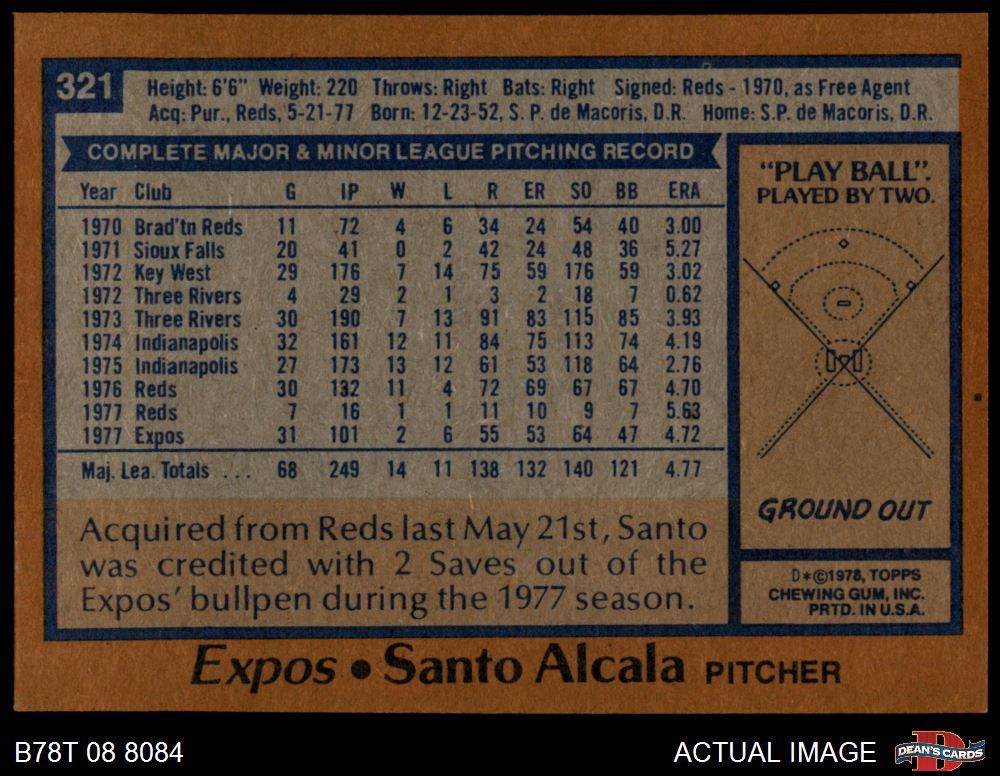 321
Height: 6'6" Weight: 220 Throws: Right Bats: Right Signed: Reds - 1970, as Free Agent
Acq: Pur., Reds, 5-21-77 Born: 12-23-52, S. P. de Macoris, D.R. Home: S.P. de Macoris, D.R.
COMPLETE MAJOR & MINOR LEAGUE PITCHING RECORD
Year Club G IP W L R ER SO BB ERA
1970 Brad'tn Reds 11 72 4 6 34 24 54 40 3.00
1971 Sioux Falls 20 41 0 2 42 24 48 36 5.27
1972 Key West 29 176 7 14 75 59 176 59 3.02
1972 Three Rivers 4 29 2 1 3 2 18 7 0.62
1973 Three Rivers 30 190 7 13 91 83 115 85 3.93
1974 Indianapolis 32 161 12 11 84 75 113 74 4.19
1975 Indianapolis 27 173 13 12 61 53 118 64 2.76
1976 Reds 30 132 11 4 72 69 67 67 4.70
1977 Reds 7 16 1 1 11 10 9 7 5.63
1977 Expos 31 101 2 6 55 53 64 47 4.72
Maj. Lea. Totals . . . 68 249 14 11 138 132 140 121 4.77
Acquired from Reds last May 21st, Santo
was credited with 2 Saves out of the
Expos' bullpen during the 1977 season.
"PLAY BALL".
PLAYED BY TWO.
GROUND OUT
D*©1978, TOPPS
CHEWING GUM, INC.
PRTD. IN U.S.A.
Expos • Santo Alcala PITCHER
B78T 08 8084
ACTUAL IMAGE
DEAN'S CARDS